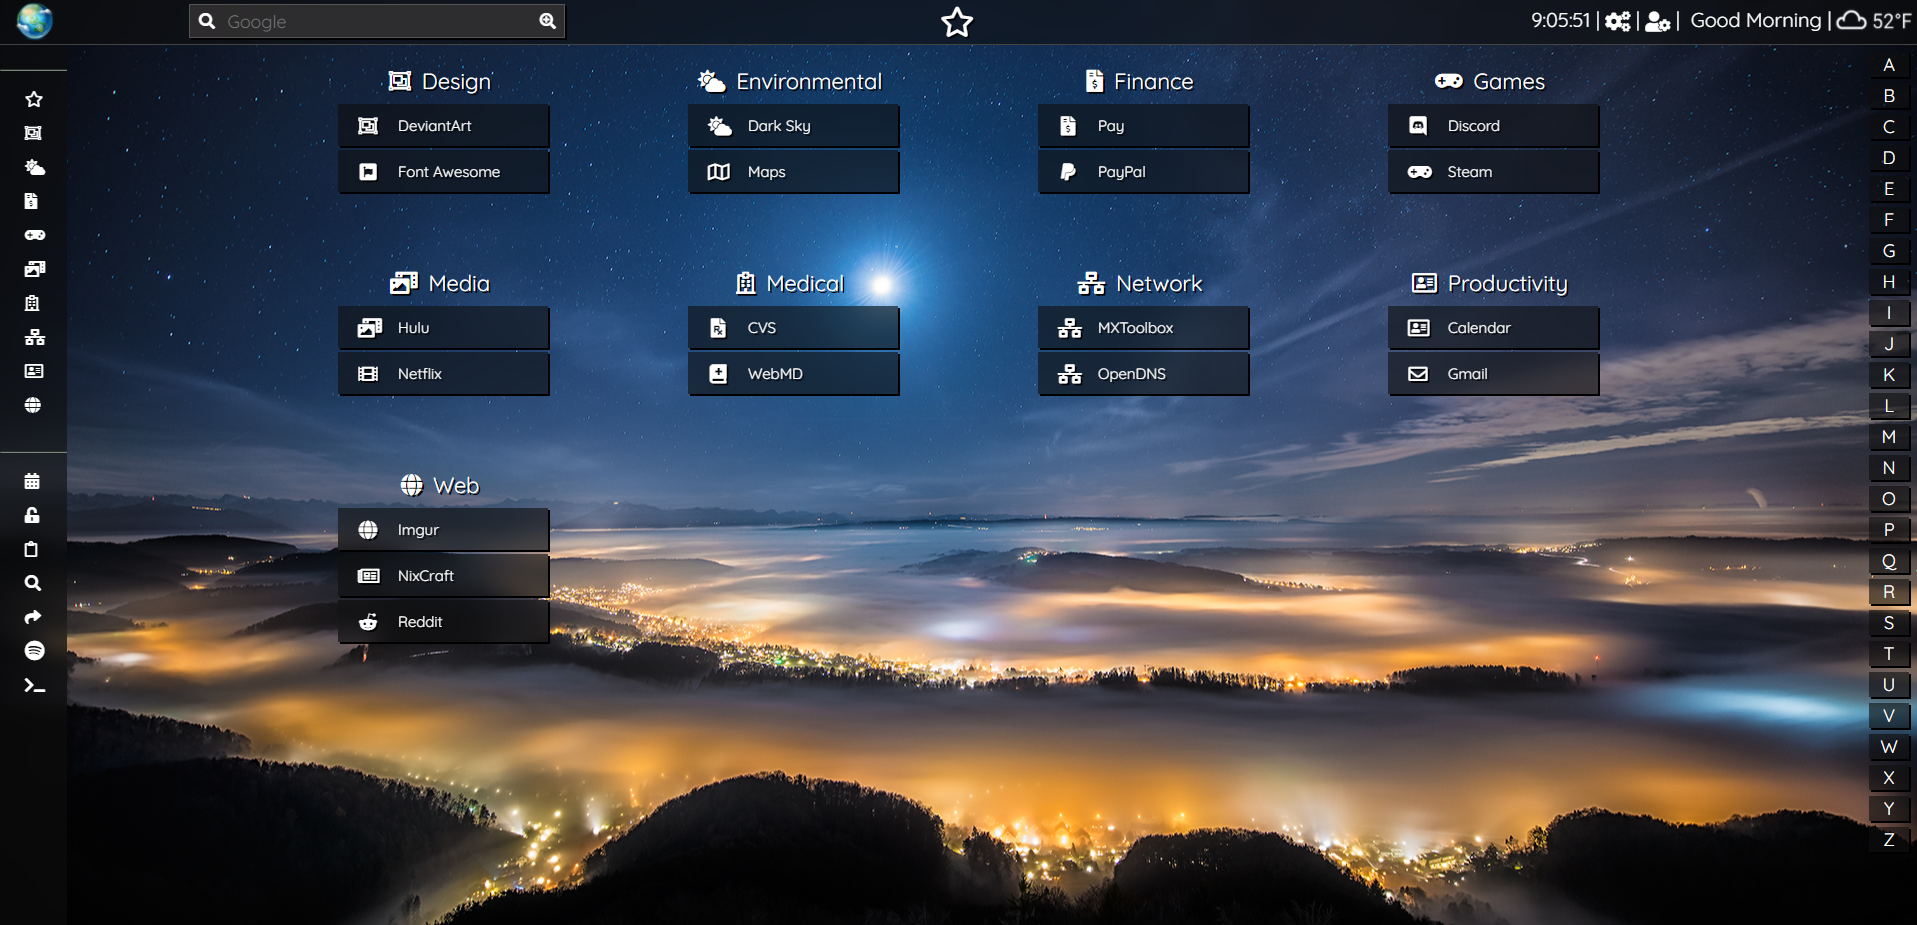 Google
9:05:51 | | Good Morning | 52°F
Design
DeviantArt
Font Awesome
Environmental
Dark Sky
Maps
Finance
Pay
PayPal
Games
Discord
Steam
Media
Hulu
Netflix
Medical
CVS
WebMD
Network
MXToolbox
OpenDNS
Productivity
Calendar
Gmail
Web
Imgur
NixCraft
Reddit
A
B
C
D
E
F
G
H
I
J
K
L
M
N
O
P
Q
R
S
T
U
V
W
X
Y
Z